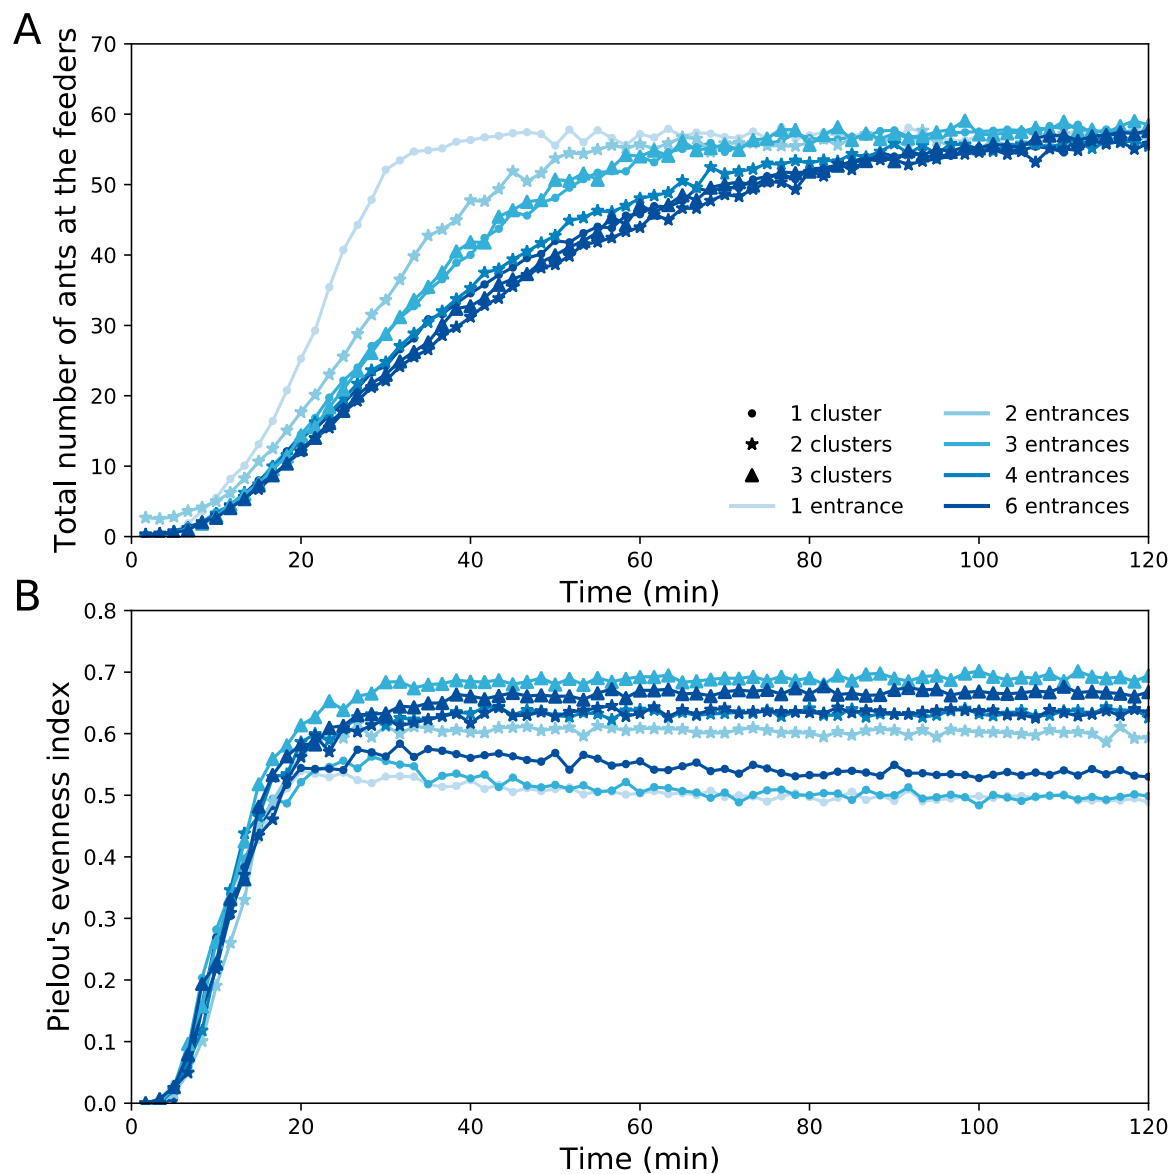 A
Total number of ants at the feeders
70
60
50
40
30
20
10
0
1 cluster
2 clusters
3 clusters
1 entrance
2 entrances
3 entrances
4 entrances
6 entrances
0 20 40 60 80 100 120
Time (min)
B
Pielou's evenness index
0.8
0.7
0.6
0.5
0.4
0.3
0.2
0.1
0.0
0 20 40 60 80 100 120
Time (min)